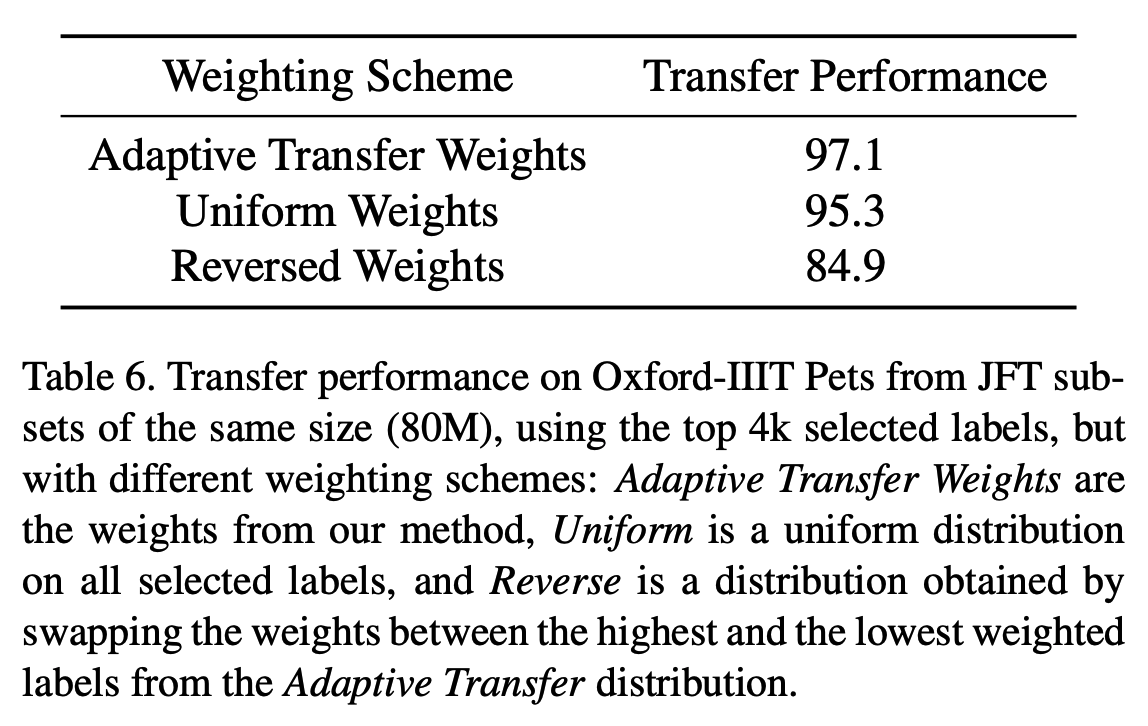 Weighting Scheme Transfer Performance
Adaptive Transfer Weights 97.1
Uniform Weights 95.3
Reversed Weights 84.9
Table 6. Transfer performance on Oxford-IIIT Pets from JFT sub-
sets of the same size (80M), using the top 4k selected labels, but
with different weighting schemes: Adaptive Transfer Weights are
the weights from our method, Uniform is a uniform distribution
on all selected labels, and Reverse is a distribution obtained by
swapping the weights between the highest and the lowest weighted
labels from the Adaptive Transfer distribution.